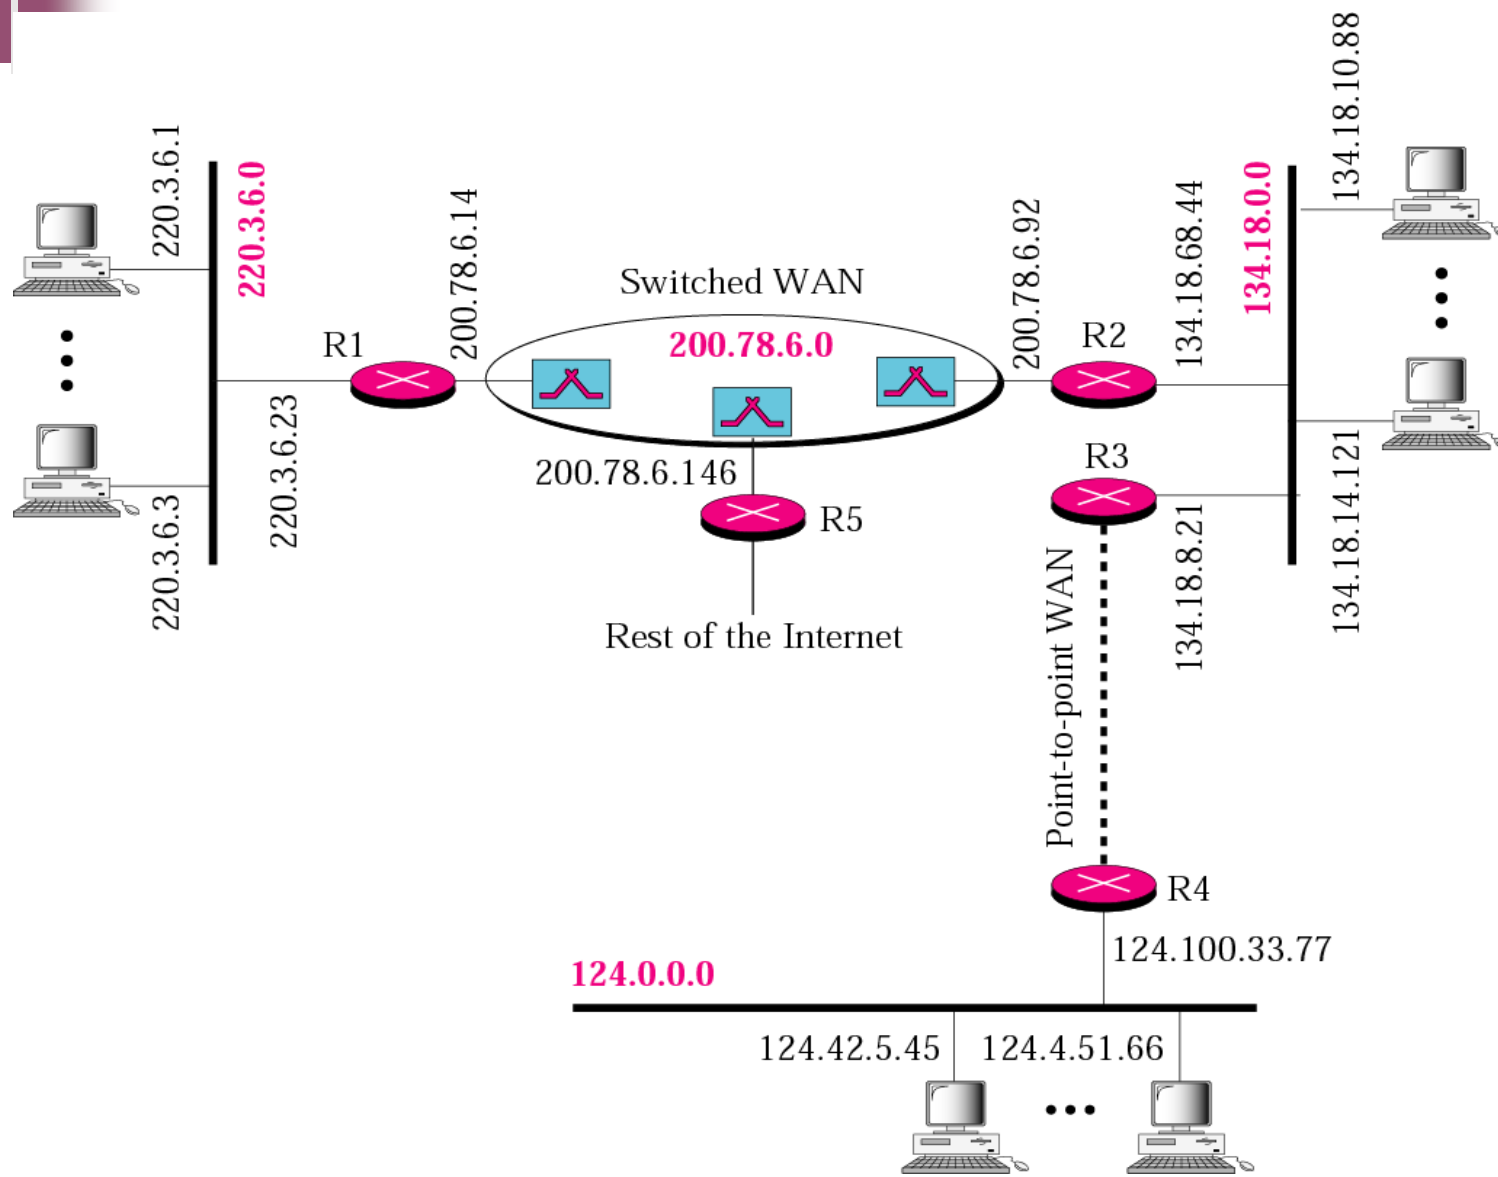 220.3.6.1
220.3.6.0
220.3.6.3
220.3.6.23
R1
200.78.6.14
Switched WAN
200.78.6.0
200.78.6.146
R5
Rest of the Internet
200.78.6.92
R2
134.18.68.44
134.18.0.0
134.18.10.88
R3
134.18.8.21
134.18.14.121
Point-to-point WAN
R4
124.100.33.77
124.0.0.0
124.42.5.45
124.4.51.66